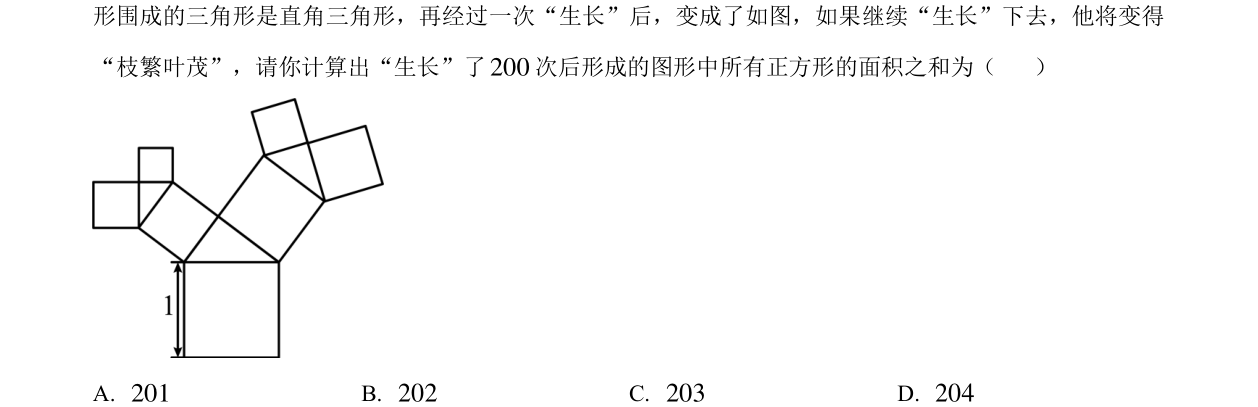 形围成的三角形是直角三角形，再经过一次“生长”后，变成了如图，如果继续“生长”下去，他将变得
“枝繁叶茂”，请你计算出“生长”了200次后形成的图形中所有正方形的面积之和为（　　）
1
A. 201　B. 202　C. 203　D. 204